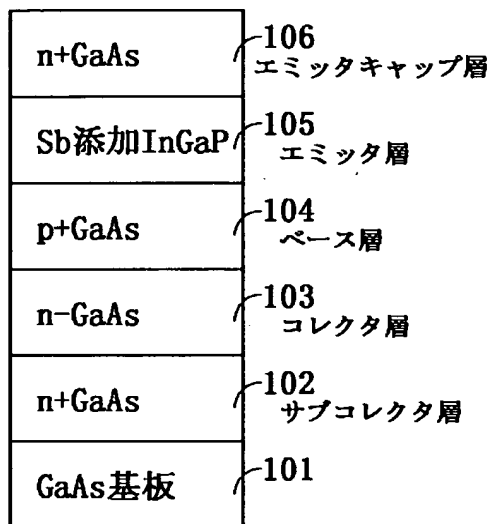 n+GaAs
106
エミッタキャップ層
Sb添加InGaP
105
エミッタ層
p+GaAs
104
ベース層
n-GaAs
103
コレクタ層
n+GaAs
102
サブコレクタ層
GaAs基板
101